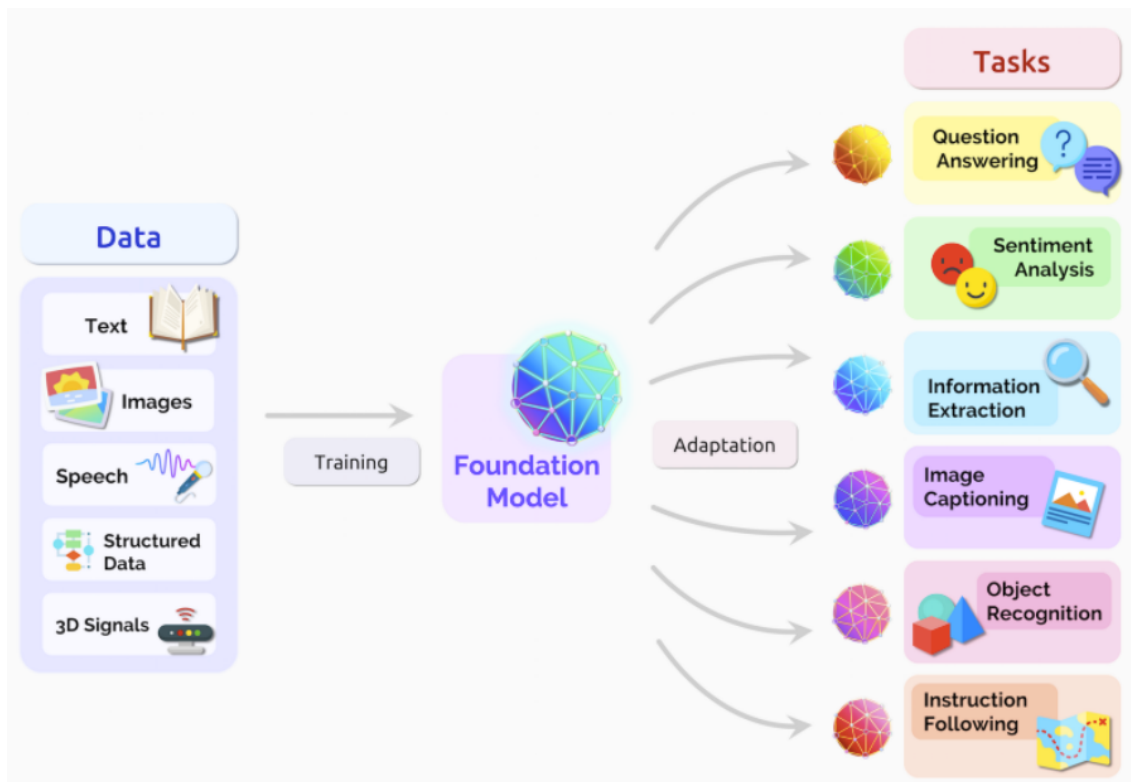 Data
Text
Images
Speech
Structured
Data
3D Signals
Training
Foundation
Model
Adaptation
Tasks
Question
Answering
?
Sentiment
Analysis
Information
Extraction
Image
Captioning
Object
Recognition
Instruction
Following